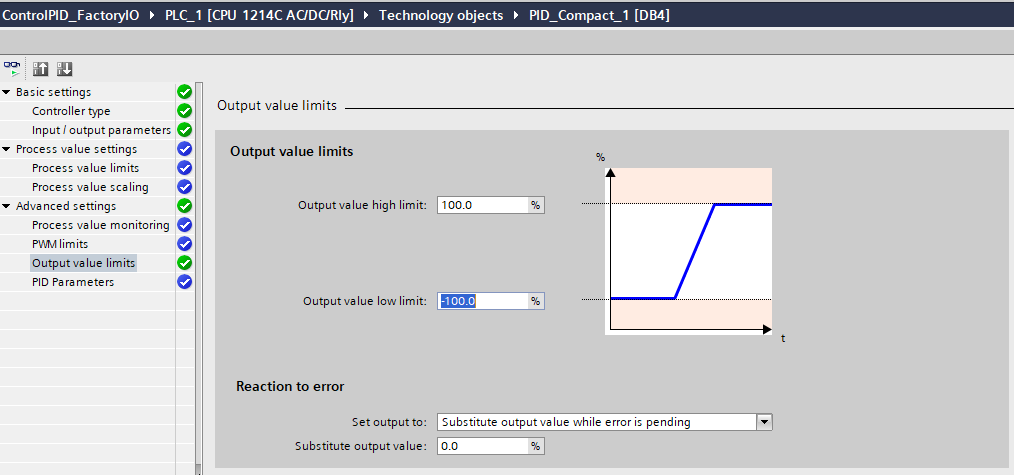 ControlPID_FactoryIO ▸ PLC_1 [CPU 1214C AC/DC/Rly] ▸ Technology objects ▸ PID_Compact_1 [DB4]
Basic settings
Controller type
Input / output parameters
Process value settings
Process value limits
Process value scaling
Advanced settings
Process value monitoring
PWM limits
Output value limits
PID Parameters
Output value limits
Output value limits
%
Output value high limit: 100.0 %
Output value low limit: -100.0 %
t
Reaction to error
Set output to: Substitute output value while error is pending
Substitute output value: 0.0 %